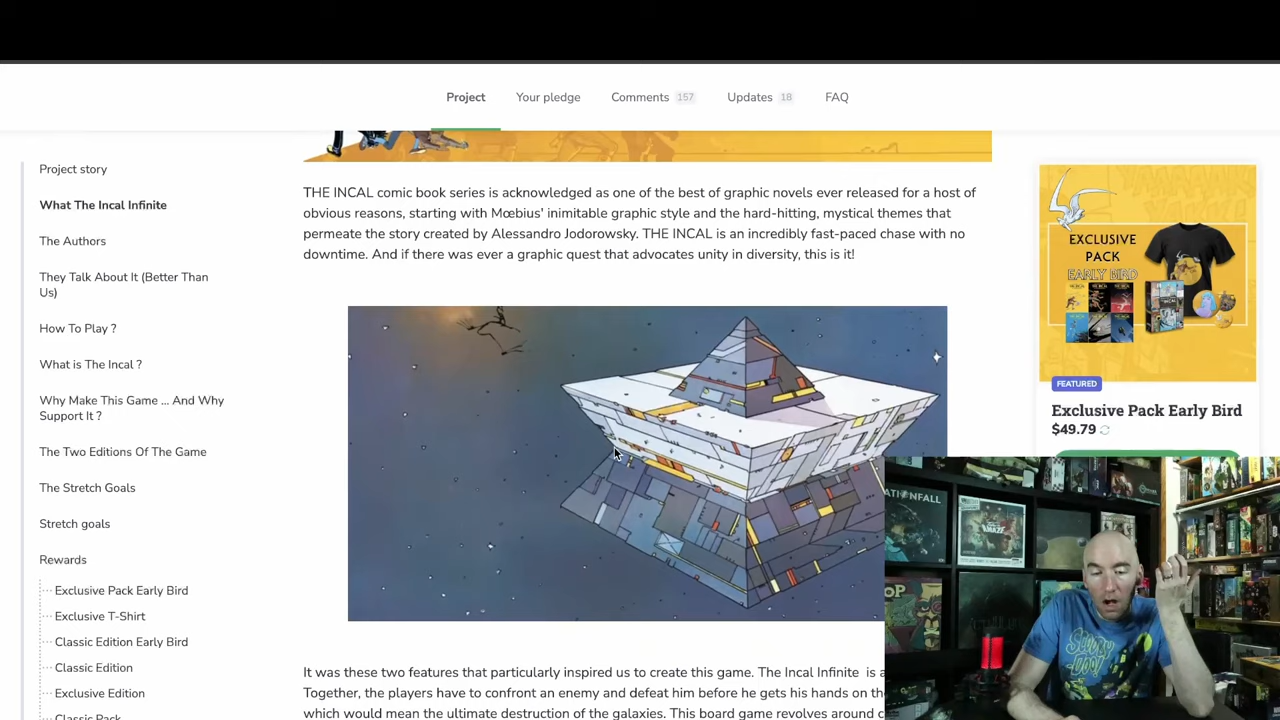 Project
Your pledge
Comments 157
Updates 18
FAQ
Project story
What The Incal Infinite
The Authors
They Talk About It (Better Than
Us)
How To Play ?
What is The Incal ?
Why Make This Game ... And Why
Support It ?
The Two Editions Of The Game
The Stretch Goals
Stretch goals
Rewards
Exclusive Pack Early Bird
Exclusive T-Shirt
Classic Edition Early Bird
Classic Edition
Exclusive Edition
Classic Pack
THE INCAL comic book series is acknowledged as one of the best of graphic novels ever released for a host of
obvious reasons, starting with Mœbius' inimitable graphic style and the hard-hitting, mystical themes that
permeate the story created by Alessandro Jodorowsky. THE INCAL is an incredibly fast-paced chase with no
downtime. And if there was ever a graphic quest that advocates unity in diversity, this is it!
It was these two features that particularly inspired us to create this game. The Incal Infinite is a
Together, the players have to confront an enemy and defeat him before he gets his hands on th
which would mean the ultimate destruction of the galaxies. This board game revolves around c
EXCLUSIVE
PACK
EARLY BIRD
FEATURED
Exclusive Pack Early Bird
$49.79
SCOOBY
DOO!